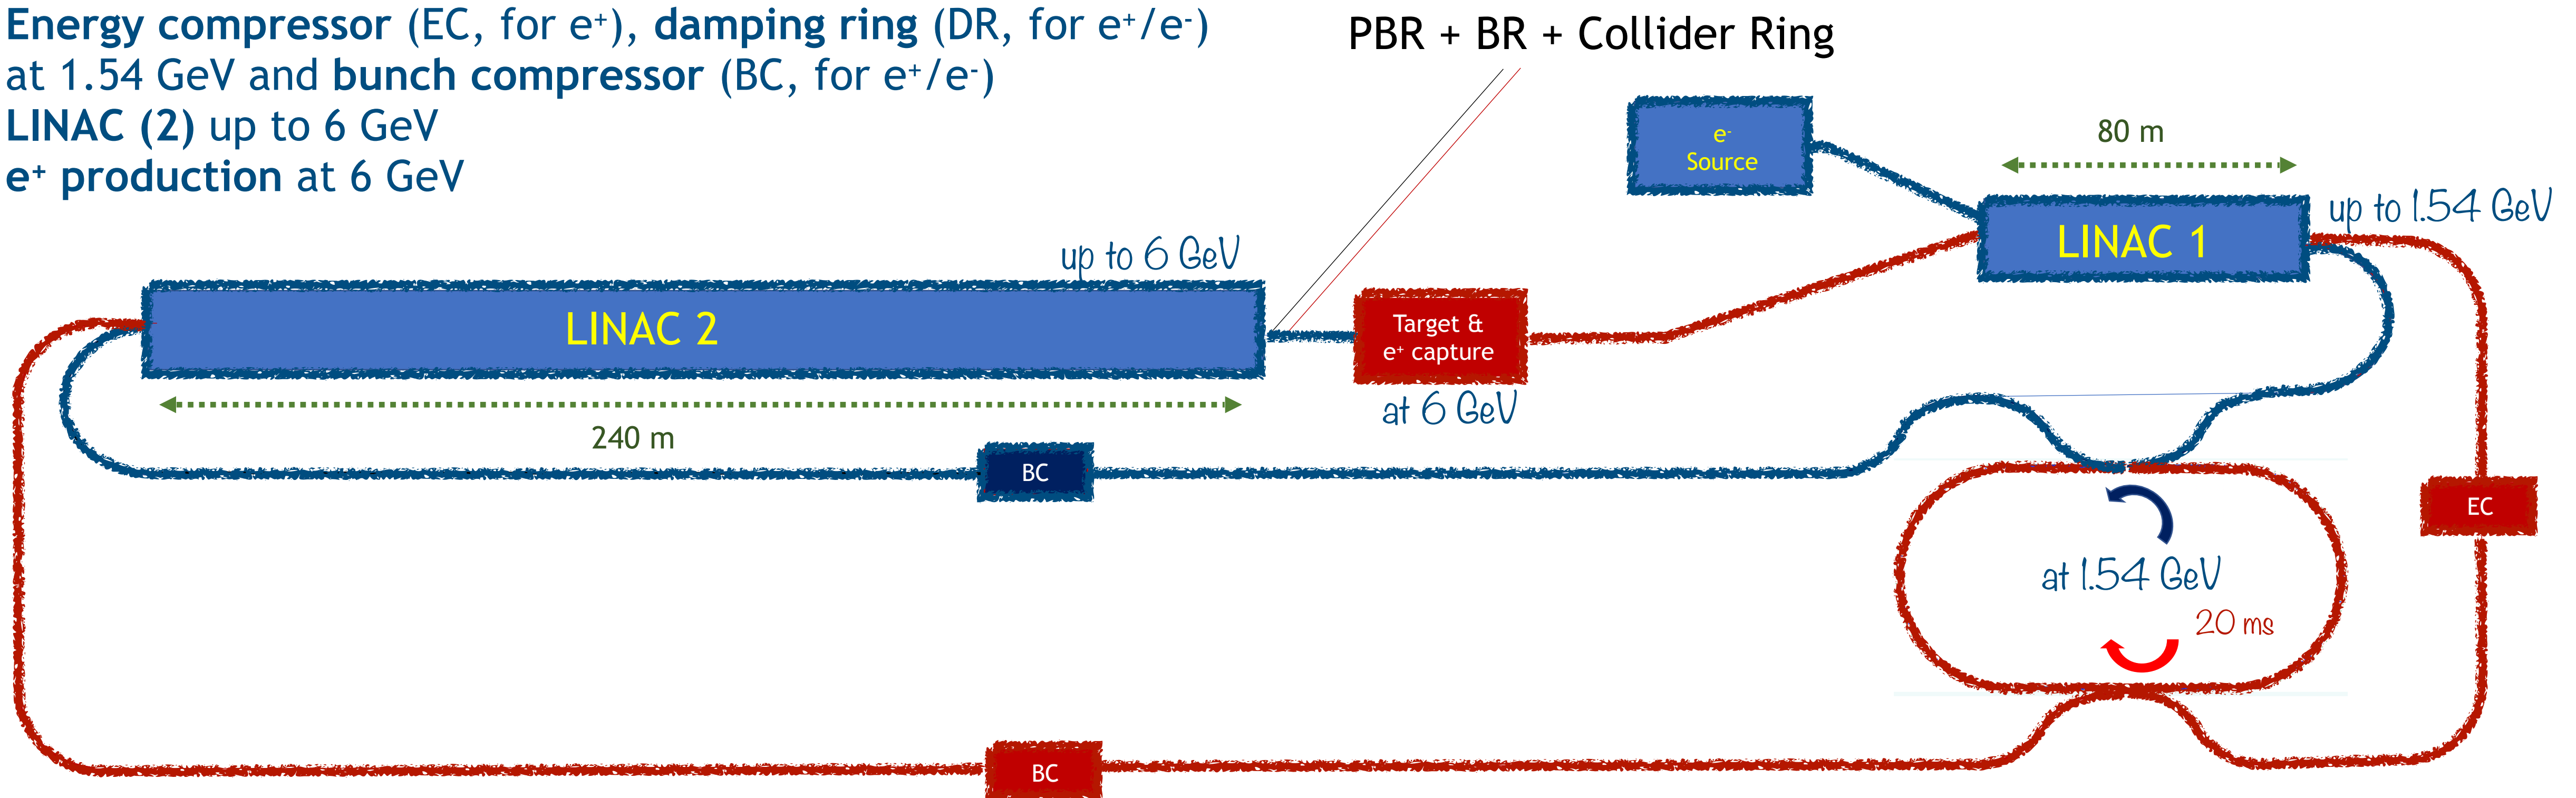 Energy compressor (EC, for e⁺), damping ring (DR, for e⁺/e⁻)
at 1.54 GeV and bunch compressor (BC, for e⁺/e⁻)
LINAC (2) up to 6 GeV
e⁺ production at 6 GeV
PBR + BR + Collider Ring
e⁻
Source
80 m
up to 1.54 GeV
LINAC 1
up to 6 GeV
LINAC 2
Target &
e⁺ capture
at 6 GeV
240 m
BC
EC
at 1.54 GeV
20 ms
BC